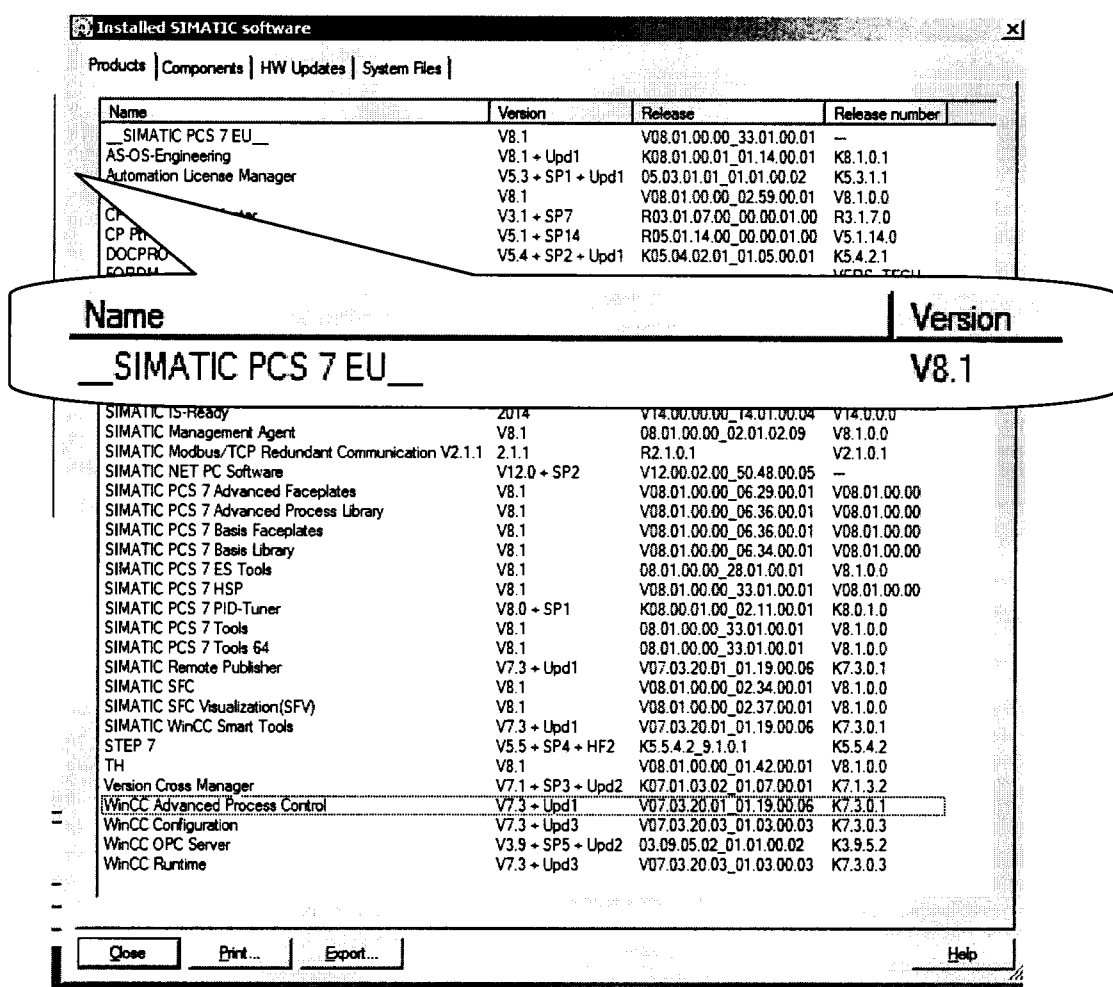 Installed SIMATIC software
Products Components HW Updates System Files
Name Version Release Release number
__SIMATIC PCS 7 EU__ V8.1 V08.01.00.00_33.01.00.01 ---
AS-OS-Engineering V8.1 + Upd1 K08.01.00.01_01.14.00.01 K8.1.0.1
Automation License Manager V5.3 + SP1 + Upd1 05.03.01.01_01.01.00.02 K5.3.1.1
V8.1 V08.01.00.00_02.59.00.01 V8.1.0.0
V3.1 + SP7 R03.01.07.00_00.00.01.00 R3.1.7.0
CP V5.1 + SP14 R05.01.14.00_00.00.01.00 V5.1.14.0
DOCPRO V5.4 + SP2 + Upd1 K05.04.02.01_01.05.00.01 K5.4.2.1
Name Version
__SIMATIC PCS 7 EU__ V8.1
SIMATIC IS-Ready 2014 V14.00.00.00_14.01.00.04 V14.0.0.0
SIMATIC Management Agent V8.1 08.01.00.00_02.01.02.09 V8.1.0.0
SIMATIC Modbus/TCP Redundant Communication V2.1.1 2.1.1 R2.1.0.1 V2.1.0.1
SIMATIC NET PC Software V12.0 + SP2 V12.00.02.00_50.48.00.05 ---
SIMATIC PCS 7 Advanced Faceplates V8.1 V08.01.00.00_06.29.00.01 V08.01.00.00
SIMATIC PCS 7 Advanced Process Library V8.1 V08.01.00.00_06.36.00.01 V08.01.00.00
SIMATIC PCS 7 Basis Faceplates V8.1 V08.01.00.00_06.36.00.01 V08.01.00.00
SIMATIC PCS 7 Basis Library V8.1 V08.01.00.00_06.34.00.01 V08.01.00.00
SIMATIC PCS 7 ES Tools V8.1 08.01.00.00_28.01.00.01 V8.1.0.0
SIMATIC PCS 7 HSP V8.1 V08.01.00.00_33.01.00.01 V08.01.00.00
SIMATIC PCS 7 PID-Tuner V8.0 + SP1 K08.00.01.00_02.11.00.01 K8.0.1.0
SIMATIC PCS 7 Tools V8.1 08.01.00.00_33.01.00.01 V8.1.0.0
SIMATIC PCS 7 Tools 64 V8.1 08.01.00.00_33.01.00.01 V8.1.0.0
SIMATIC Remote Publisher V7.3 + Upd1 V07.03.20.01_01.19.00.06 K7.3.0.1
SIMATIC SFC V8.1 V08.01.00.00_02.34.00.01 V8.1.0.0
SIMATIC SFC Visualization(SFV) V8.1 V08.01.00.00_02.37.00.01 V8.1.0.0
SIMATIC WinCC Smart Tools V7.3 + Upd1 V07.03.20.01_01.19.00.06 K7.3.0.1
STEP 7 V5.5 + SP4 + HF2 K5.5.4.2_9.1.0.1 K5.5.4.2
TH V8.1 V08.01.00.00_01.42.00.01 V8.1.0.0
Version Cross Manager V7.1 + SP3 + Upd2 K07.01.03.02_01.07.00.01 K7.1.3.2
WinCC Advanced Process Control V7.3 + Upd1 V07.03.20.01_01.19.00.06 K7.3.0.1
WinCC Configuration V7.3 + Upd3 V07.03.20.03_01.03.00.03 K7.3.0.3
WinCC OPC Server V3.9 + SP5 + Upd2 03.09.05.02_01.01.00.02 K3.9.5.2
WinCC Runtime V7.3 + Upd3 V07.03.20.03_01.03.00.03 K7.3.0.3
Close Print... Export... Help